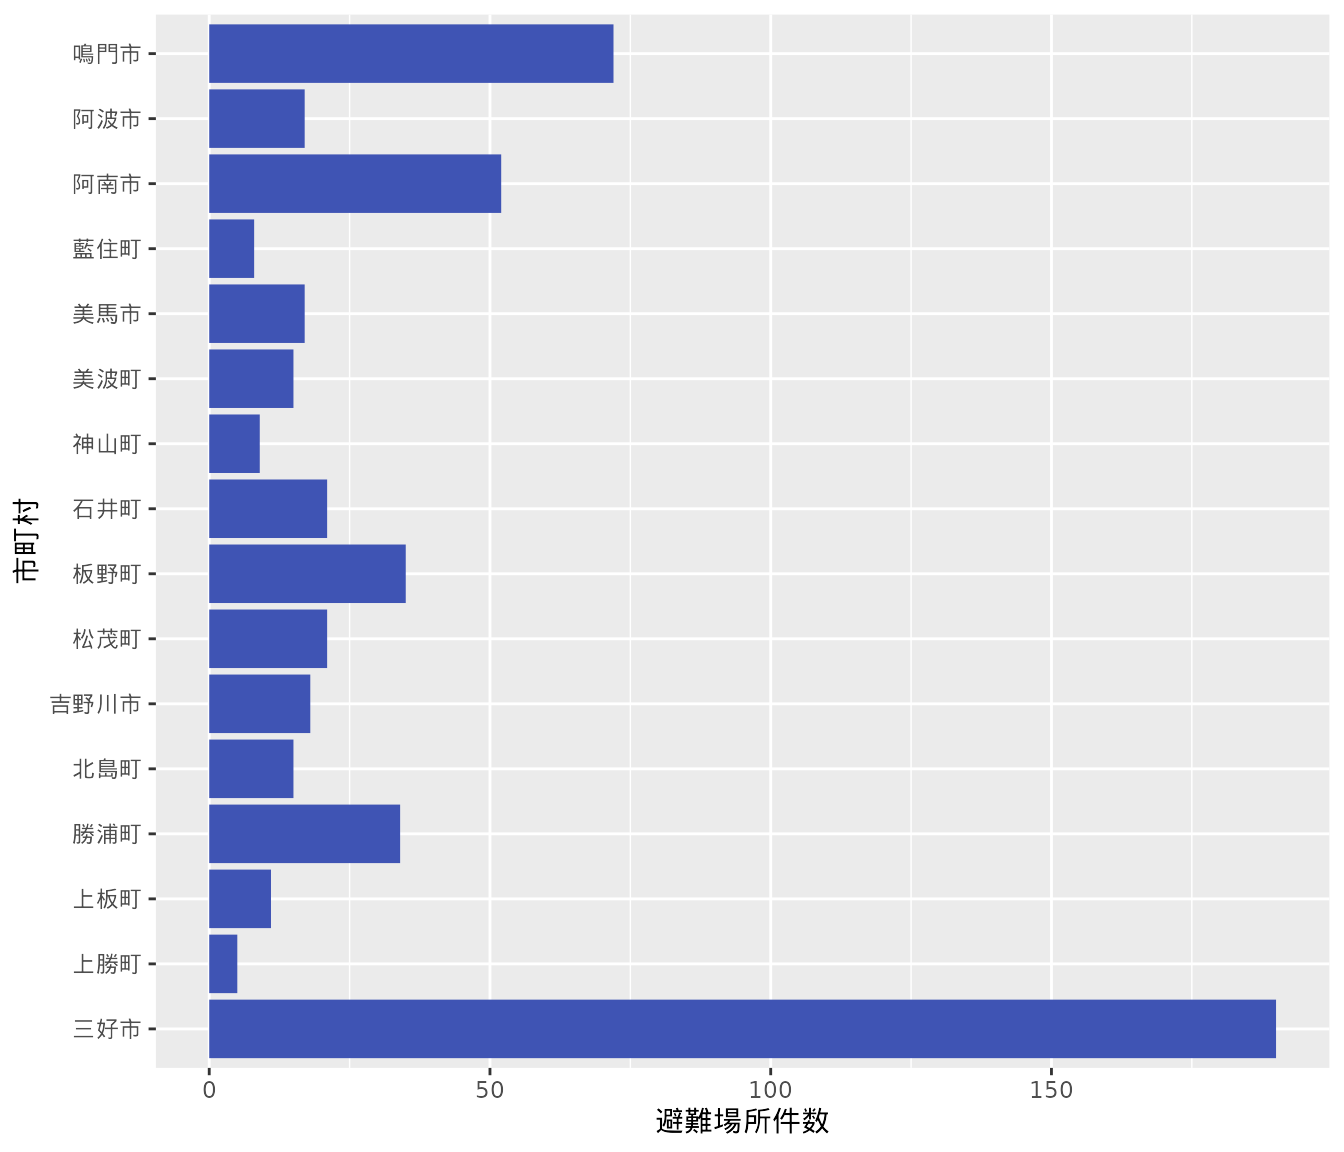 鳴門市
阿波市
阿南市
藍住町
美馬市
美波町
神山町
石井町
板野町
松茂町
吉野川市
北島町
勝浦町
上板町
上勝町
三好市
市町村
0 50 100 150
避難場所件数